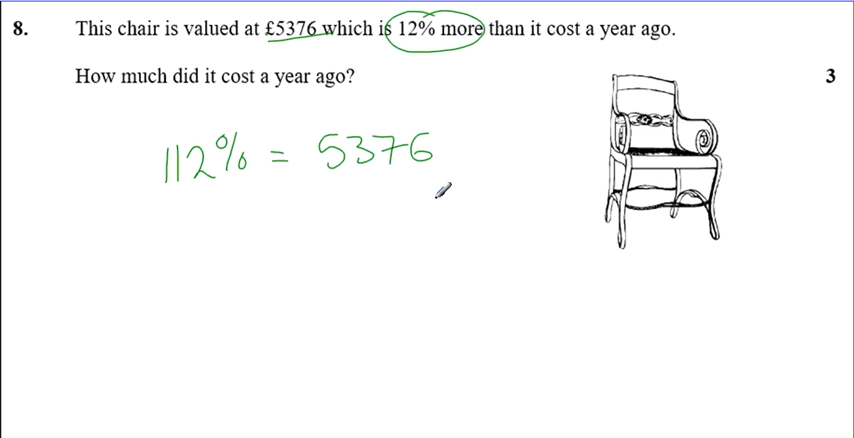 8. This chair is valued at £5376 which is 12% more than it cost a year ago.
How much did it cost a year ago? 3
112% = 5376